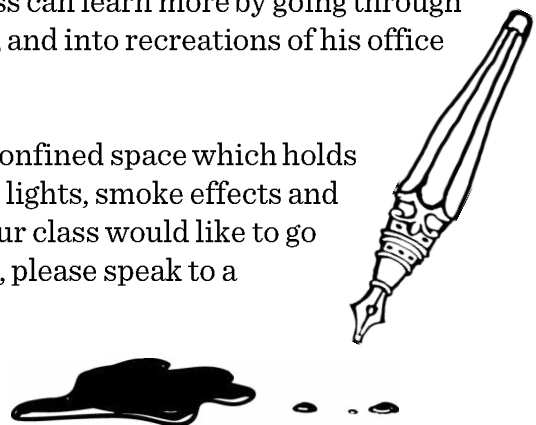 ss can learn more by going through
, and into recreations of his office
onfined space which holds
lights, smoke effects and
ur class would like to go
, please speak to a